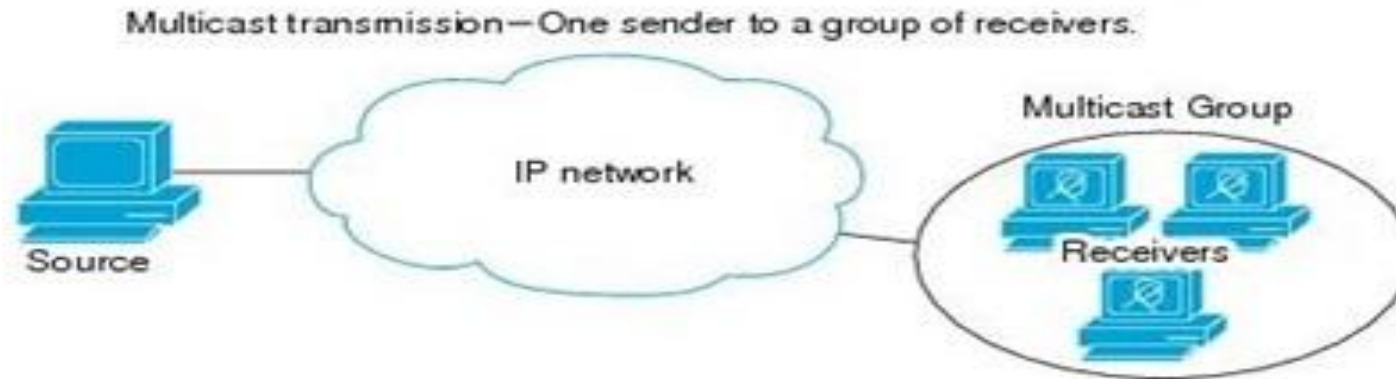 Multicast transmission—One sender to a group of receivers.
Multicast Group
IP network
Source
Receivers